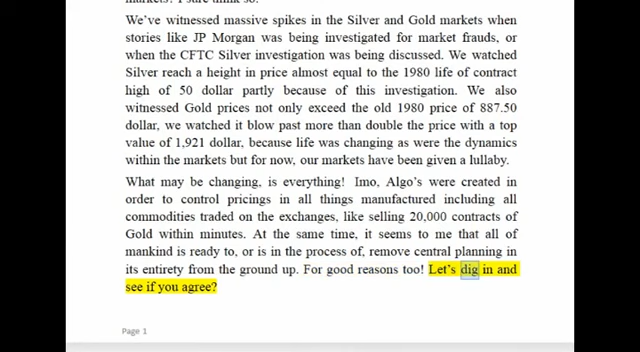 We've witnessed massive spikes in the Silver and Gold markets when
stories like JP Morgan was being investigated for market frauds, or
when the CFTC Silver investigation was being discussed. We watched
Silver reach a height in price almost equal to the 1980 life of contract
high of 50 dollar partly because of this investigation. We also
witnessed Gold prices not only exceed the old 1980 price of 887.50
dollar, we watched it blow past more than double the price with a top
value of 1,921 dollar, because life was changing as were the dynamics
within the markets but for now, our markets have been given a lullaby.
What may be changing, is everything! Imo, Algo's were created in
order to control pricings in all things manufactured including all
commodities traded on the exchanges, like selling 20,000 contracts of
Gold within minutes. At the same time, it seems to me that all of
mankind is ready to, or is in the process of, remove central planning in
its entirety from the ground up. For good reasons too! Let's dig in and
see if you agree?
Page 1